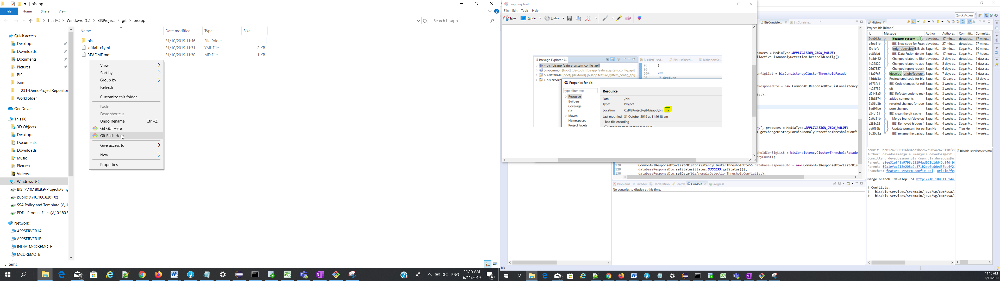 bisapp
File Home Share View
This PC > Windows (C:) > BISProject > git > bisapp
Search bisapp
Name Date modified Type Size
bis 31/10/2019 11:46 ... File folder
.gitlab-ci.yml 31/10/2019 11:31 ... YML File 2 KB
README.md 31/10/2019 11:30 ... MD File 1 KB
Quick access
Desktop
Downloads
Documents
Pictures
BIS
Json
TT231-DemoProjectRepositor
WorkFolder
OneDrive
This PC
3D Objects
Desktop
Documents
Downloads
Music
Pictures
Videos
Windows (C:)
BIS (\\10.180.8.9\Projects\Sing
public (\\10.180.8.9) (X:)
SSA Policy and Template (\\10
PDF - Product Files (\\10.180.8
Network
APPSERVER1A
APPSERVER1B
INDIA-MCDREMOTE
MCDREMOTE
3 items
View
Sort by
Group by
Refresh
Customize this folder...
Paste
Paste shortcut
Undo Rename Ctrl+Z
Git GUI Here
Git Bash Here
Give access to
New
Properties
ENG
11:15 AM
6/11/2019
Snipping Tool
File Edit Tools Help
New Mode Delay
Package Explorer
> bis [bisapp feature_system_config_api]
bis-common [boot] [devtools] [bisapp feature_system_config_api]
bis-database [boot] [devtools] [bisapp feature_system_config_api]
> bis-service
BisHistFused... BisHistFused... BisReportSc...
95 }
96
97 /**
98 * @return
Properties for bis
type filter text
Resource
Builders
Coverage
Git
Maven
Namespaces
Project Facets
Resource
Path: /bis
Type: Project
Location: C:\BISProject\git\bisapp\bis
Last modified: 31 October 2019 at 11:46:18 am
Text file encoding
Inherited from container (Cp1252)
Quick Access
BisConsiste... BisConsiste...
oduces = MediaType.APPLICATION_JSON_VALUE)
llActiveBisAnomalyDetectionThresholdConfig()
onfigList = bisConsistencyClusterThresholdFacade
eResponseDto = new CommonAPIResponseDto<BisConsistency
ist);
ry", produces = MediaType.APPLICATION_JSON_VALUE)
> getChangeHistoryForBisAnomalyDetectionThresholdConfi
sholdConfigList = bisConsistencyClusterThresholdFacade
oryCount);
128 CommonAPIResponseDto<List<BisConsistencyClusterThresholdDto>> databaseResponseDto = new CommonAPIResponseDto<List<Bis
129 databaseResponseDto.setStatus(Status.SUCCESS.getStatus());
130 databaseResponseDto.setData(bisAnomalyDetectionThresholdConfigList);
Problems Javadoc Declaration Search Console Progress
No consoles to display at this time.
bis
History
Project: bis [bisapp]
Id Message Author Authore... Committ... Committ...
9de012a feature_system_... or devados... 17 minu... devados... 17 minu...
e8ee31e BIS: New code for Fuse devados... 27 minu... devados... 27 minu...
f9a1efa origin/develop BIS: ch Sagar M... 30 minu... Sagar M... 30 minu...
ee8fcbd BIS: Data Fusion delete Sagar M... 17 hours... Sagar M... 17 hours...
3d8d432 Changes related to BisA devados... 2 days a... devados... 2 days a...
1c22820 Changes related to aud Sagar M... 5 days a... Sagar M... 5 days a...
02d7857 Changed report reposit Sagar M... 6 days a... Sagar M... 6 days a...
11a97c7 develop origin/feature_ Sagar M... 7 days a... Sagar M... 7 days a...
18ddc3a Restructured code for bis Sagar M... 12 days ... Sagar M... 12 days ...
b673fa1 BIS: Code changes for roll Sagar M... 3 weeks ... Sagar M... 3 weeks ...
4c23739 git Sagar M... 3 weeks ... Sagar M... 3 weeks ...
d9148a5 BIS: Refactor code to mak Sagar M... 3 weeks ... Sagar M... 3 weeks ...
55b8874 added comments Sagar M... 4 weeks ... Sagar M... 4 weeks ...
7a56b3b reverted changes for pom Sagar M... 4 weeks ... Sagar M... 4 weeks ...
8ed91be pom changes Sagar M... 4 weeks ... Sagar M... 4 weeks ...
c34c121 BIS: clean the git cache Sagar M... 4 weeks ... Sagar M... 4 weeks ...
2a0a31b Merge branch 'develop' Sagar M... 4 weeks ... Sagar M... 4 weeks ...
c283c92 BIS: Removed hidden fi Sagar M... 4 weeks ... Sagar M... 4 weeks ...
ae0f39b Update pom.xml for so Tian He 4 weeks ... Tian He 4 weeks ...
6d20d3a BIS: rename the packag Sagar M... 4 weeks ... Sagar M... 4 weeks ...
commit 9de012a7830116b84cd1bc262c905a2426110fc
Author: devadossmanjula <manjula.devadoss@ext.
Committer: devadossmanjula <manjula.devadoss@e
Parent: e8ee31ef43a9793c23194ad051c1dd46d34dfb
Parent: f9a1efac718e208a9c371b2ba0cd6ed53bc4f2
Branches: feature_system_config_api, origin/fe
Merge branch 'develop' of http://10.180.11.144
# Conflicts:
# bis/bis-services/src/main/java/sg/com/ssa/
# bis/bis-services/src/main/java/sg/com/ssa/
bis/bis-services/src/mai
11:15 AM
6/11/2019